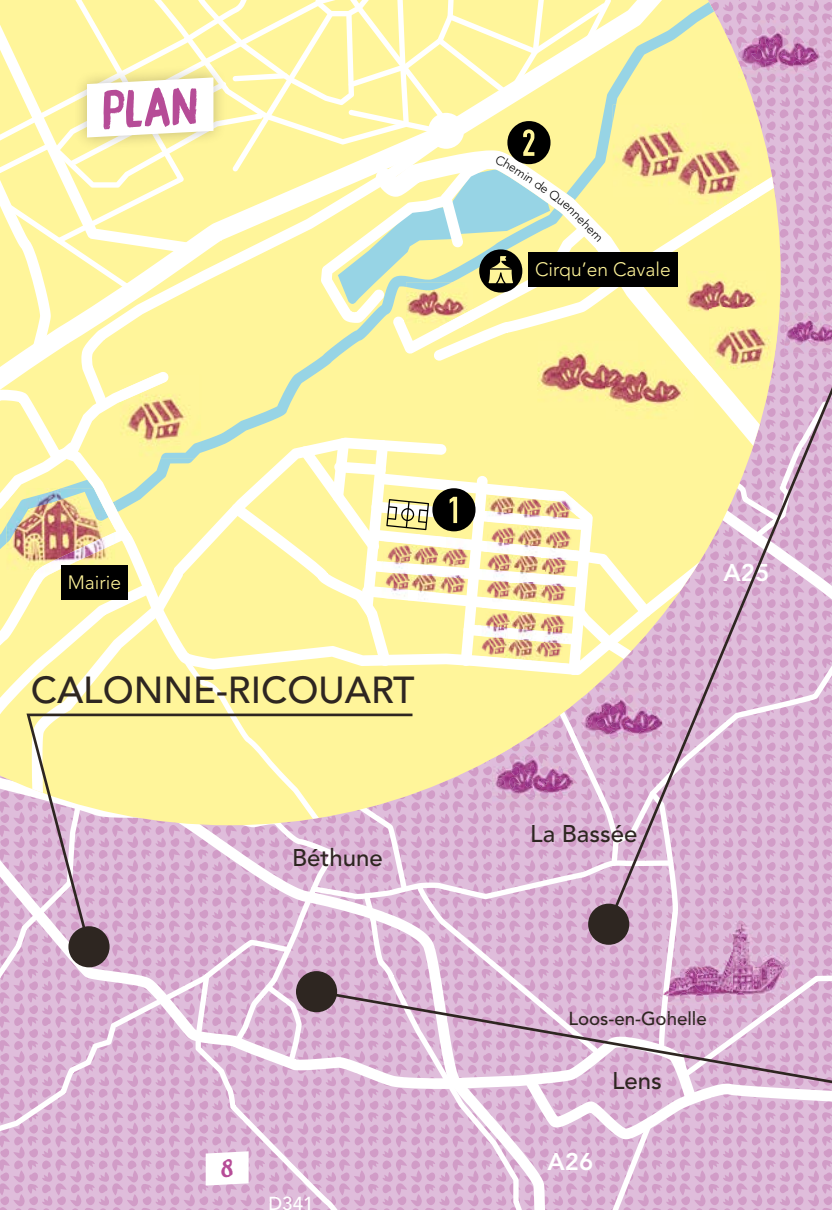 PLAN
2
Chemin de Quennehem
Cirqu'en Cavale
1
Mairie
A25
CALONNE-RICOUART
La Bassée
Béthune
Loos-en-Gohelle
Lens
8
A26
D341